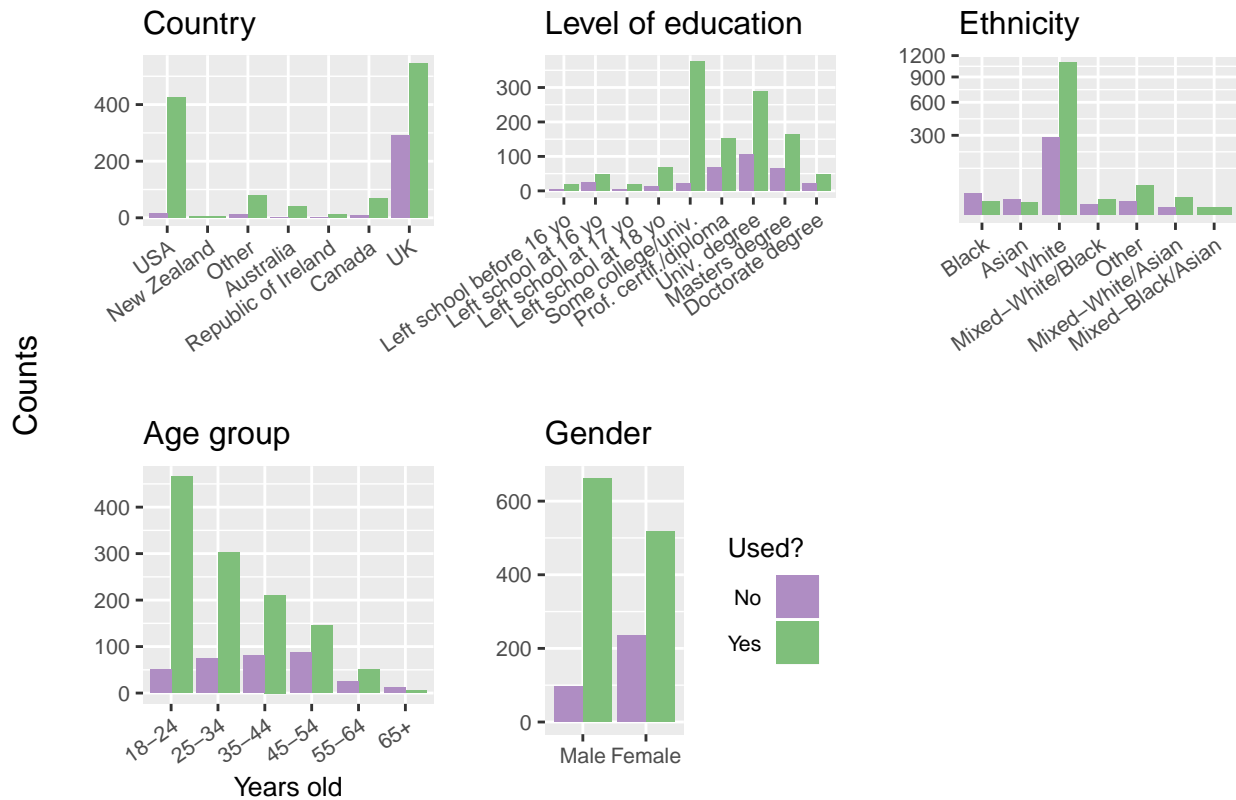 Country
Level of education
Ethnicity
400
200
0
USA
New Zealand
Other
Australia
Republic of Ireland
Canada
UK
300
200
100
0
Left school before 16 yo
Left school at 16 yo
Left school at 17 yo
Left school at 18 yo
Some college/univ.
Prof. certif./diploma
Univ. degree
Masters degree
Doctorate degree
1200
900
600
300
Black
Asian
White
Mixed–White/Black
Other
Mixed–White/Asian
Mixed–Black/Asian
Counts
Age group
Gender
400
300
200
100
0
18–24
25–34
35–44
45–54
55–64
65+
Years old
600
400
200
0
Male
Female
Used?
No
Yes